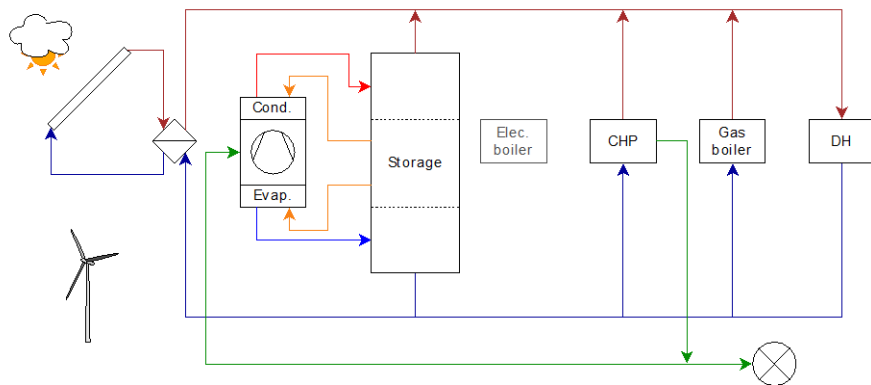 Cond.
Evap.
Storage
Elec.
boiler
CHP
Gas
boiler
DH